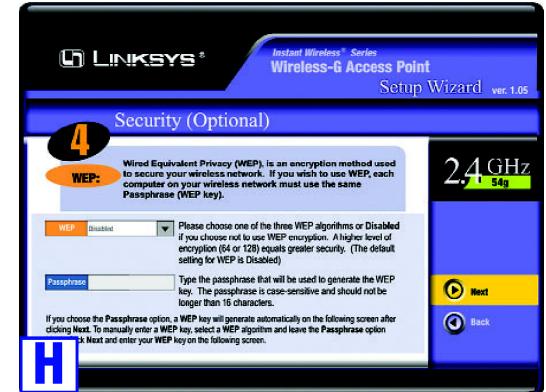 LINKSYS®
Instant Wireless® Series
Wireless-G Access Point
Setup Wizard ver. 1.05
Security (Optional)
4
WEP:
Wired Equivalent Privacy (WEP), is an encryption method used
to secure your wireless network. If you wish to use WEP, each
computer on your wireless network must use the same
Passphrase (WEP key).
2.4 GHz
54g
WEP Disabled
Please choose one of the three WEP algorithms or Disabled
if you choose not to use WEP encryption. A higher level of
encryption (64 or 128) equals greater security. (The default
setting for WEP is Disabled)
Passphrase
Type the passphrase that will be used to generate the WEP
key. The passphrase is case-sensitive and should not be
longer than 16 characters.
If you choose the Passphrase option, a WEP key will generate automatically on the following screen after
clicking Next. To manually enter a WEP key, select a WEP algorithm and leave the Passphrase option
Next and enter your WEP key on the following screen.
Next
Back
H